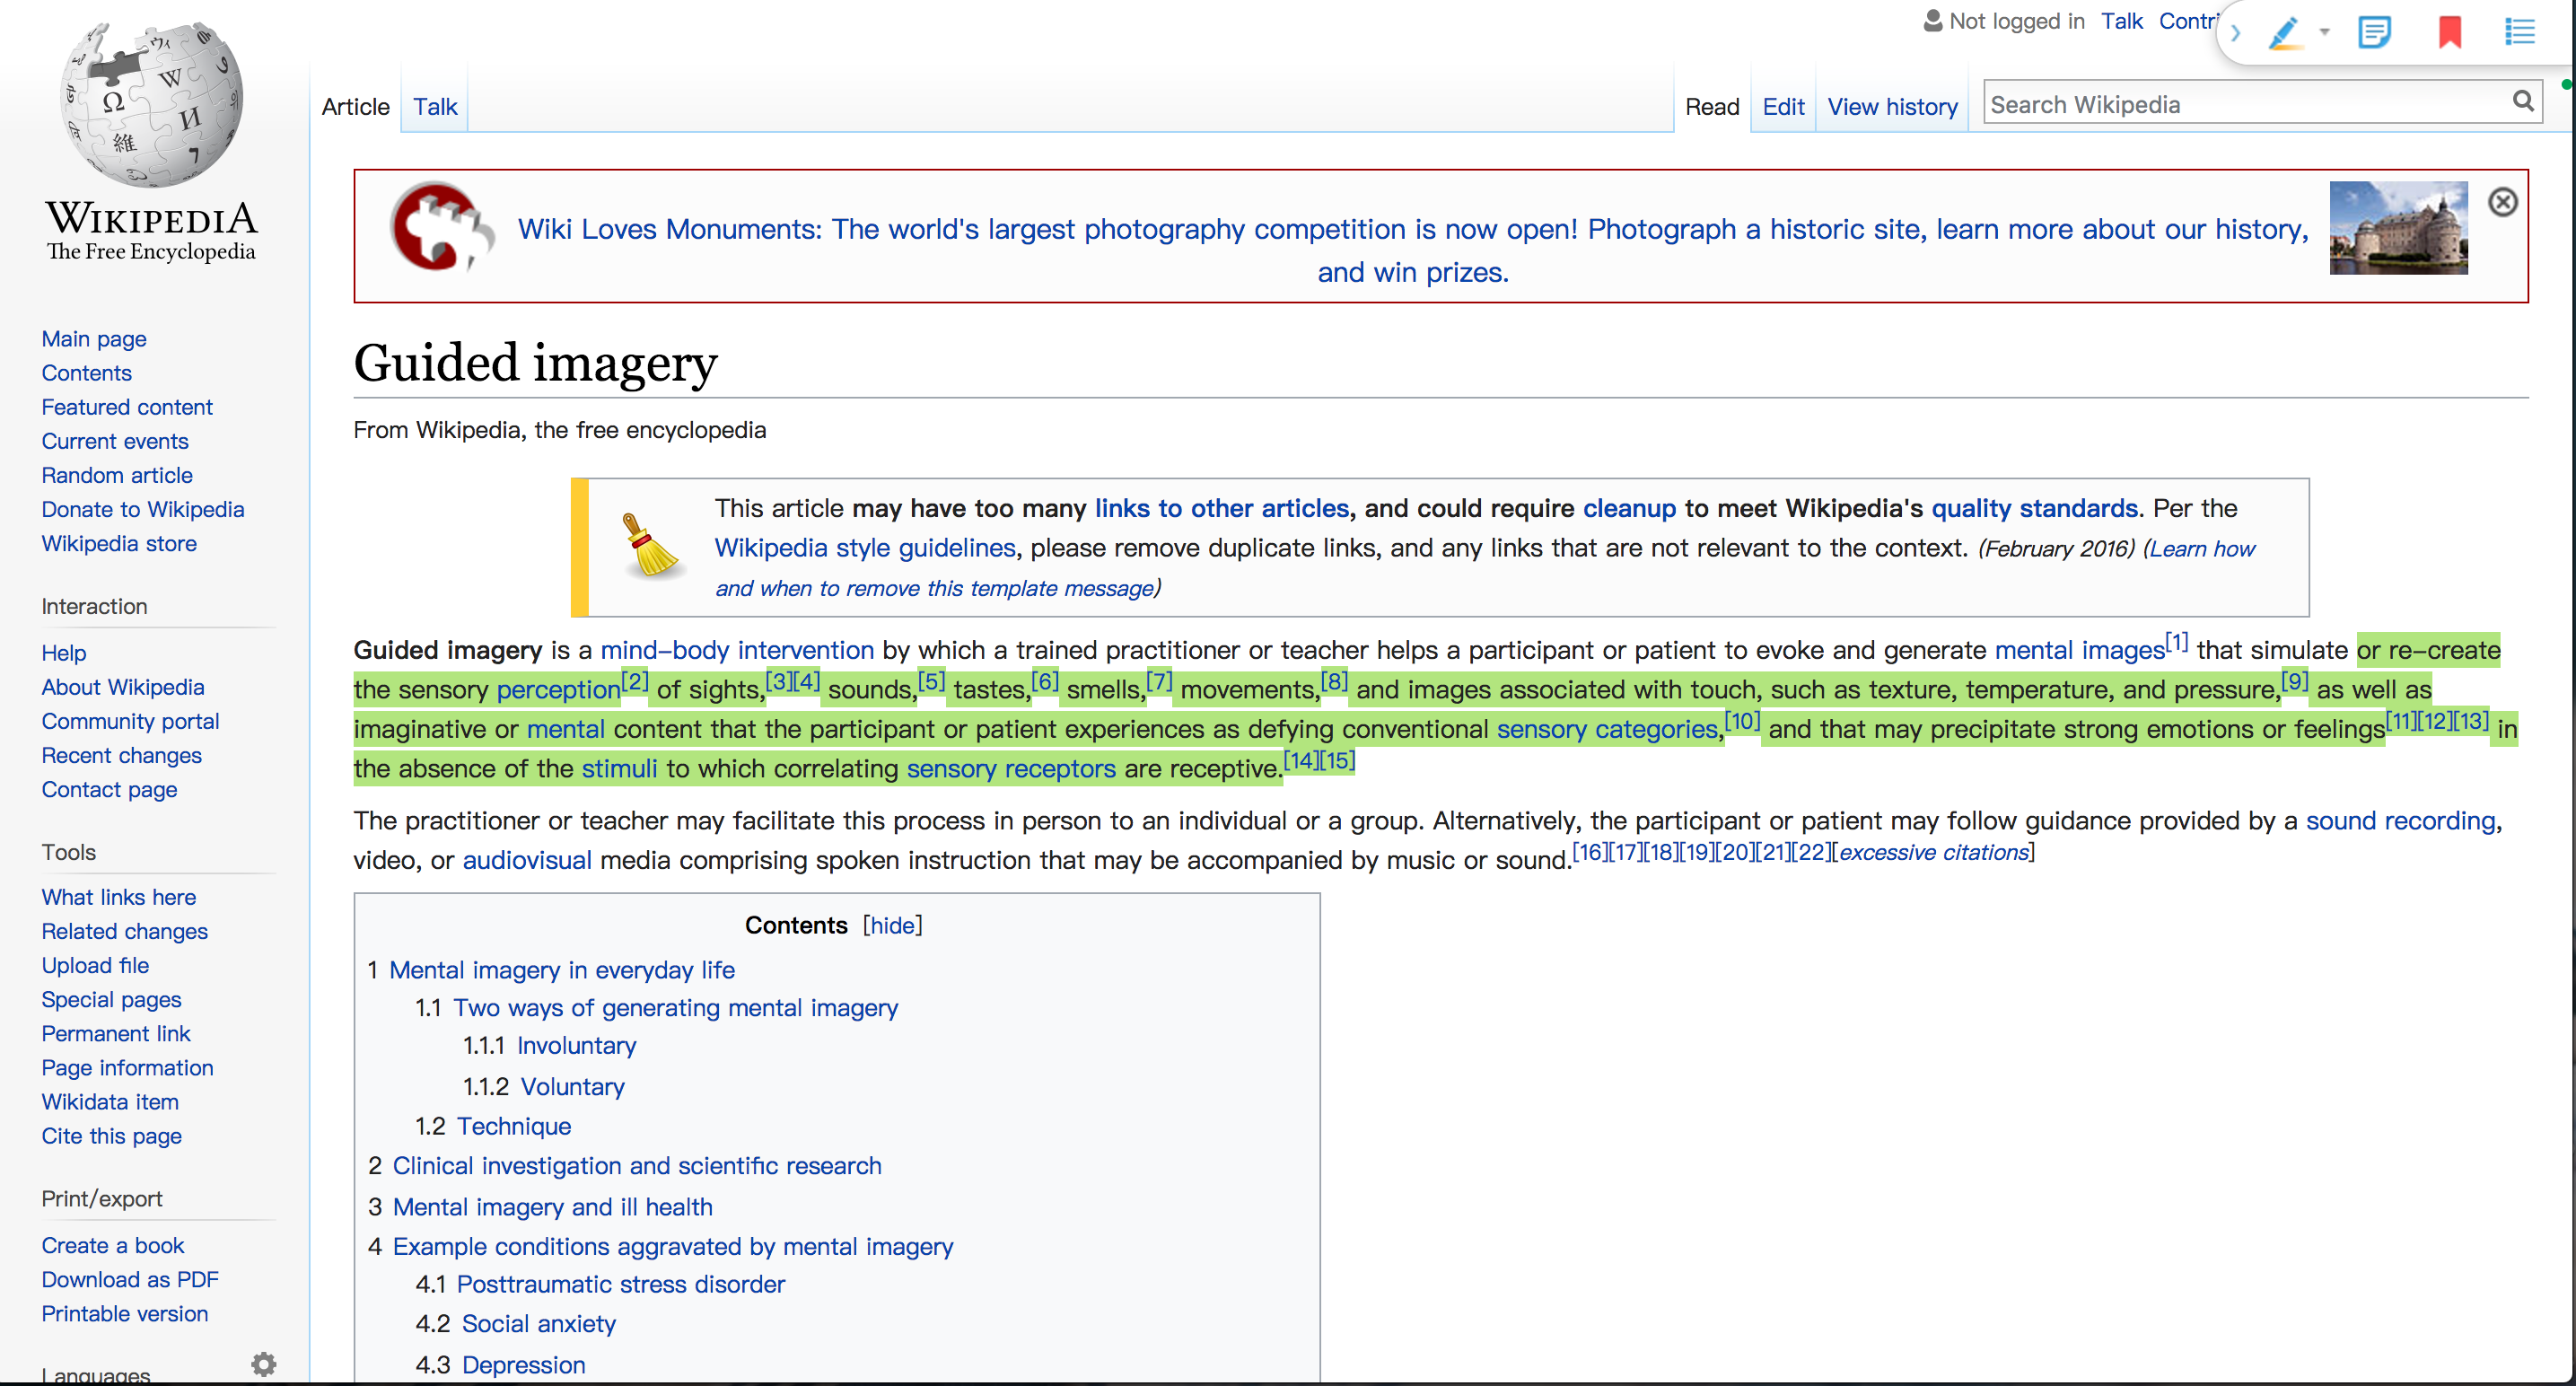 WIKIPEDIA
The Free Encyclopedia
Main page
Contents
Featured content
Current events
Random article
Donate to Wikipedia
Wikipedia store
Interaction
Help
About Wikipedia
Community portal
Recent changes
Contact page
Tools
What links here
Related changes
Upload file
Special pages
Permanent link
Page information
Wikidata item
Cite this page
Print/export
Create a book
Download as PDF
Printable version
Languages
Not logged in Talk
Article Talk
Read Edit View history Search Wikipedia
Wiki Loves Monuments: The world's largest photography competition is now open! Photograph a historic site, learn more about our history,
and win prizes.
Guided imagery
From Wikipedia, the free encyclopedia
This article may have too many links to other articles, and could require cleanup to meet Wikipedia's quality standards. Per the
Wikipedia style guidelines, please remove duplicate links, and any links that are not relevant to the context. (February 2016) (Learn how
and when to remove this template message)
Guided imagery is a mind–body intervention by which a trained practitioner or teacher helps a participant or patient to evoke and generate mental images[1] that simulate or re-create
the sensory perception[2] of sights,[3][4] sounds,[5] tastes,[6] smells,[7] movements,[8] and images associated with touch, such as texture, temperature, and pressure,[9] as well as
imaginative or mental content that the participant or patient experiences as defying conventional sensory categories,[10] and that may precipitate strong emotions or feelings[11][12][13] in
the absence of the stimuli to which correlating sensory receptors are receptive.[14][15]
The practitioner or teacher may facilitate this process in person to an individual or a group. Alternatively, the participant or patient may follow guidance provided by a sound recording,
video, or audiovisual media comprising spoken instruction that may be accompanied by music or sound.[16][17][18][19][20][21][22][excessive citations]
Contents [hide]
1 Mental imagery in everyday life
1.1 Two ways of generating mental imagery
1.1.1 Involuntary
1.1.2 Voluntary
1.2 Technique
2 Clinical investigation and scientific research
3 Mental imagery and ill health
4 Example conditions aggravated by mental imagery
4.1 Posttraumatic stress disorder
4.2 Social anxiety
4.3 Depression